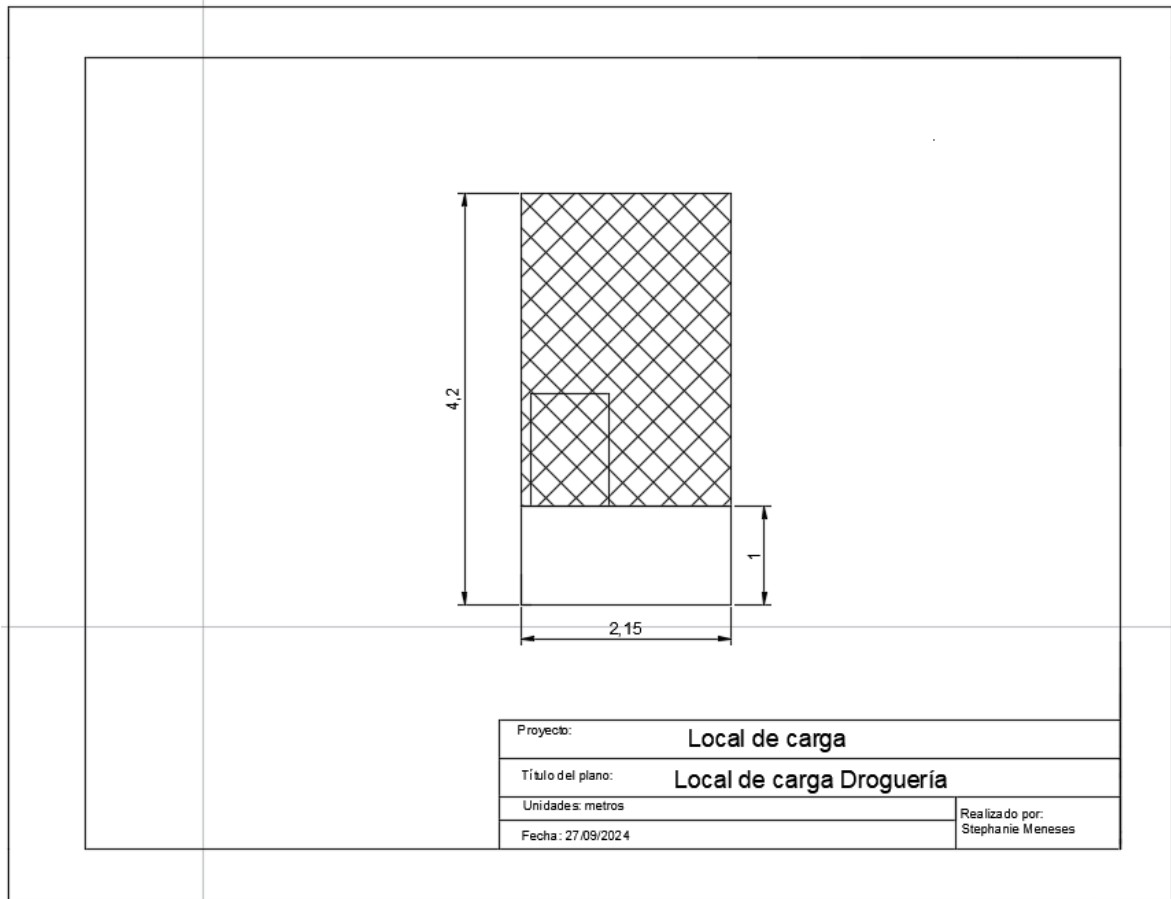 4,2
1
2,15
Proyecto:
Local de carga
Título del plano:
Local de carga Droguería
Unidades: metros
Fecha: 27/09/2024
Realizado por:
Stephanie Meneses